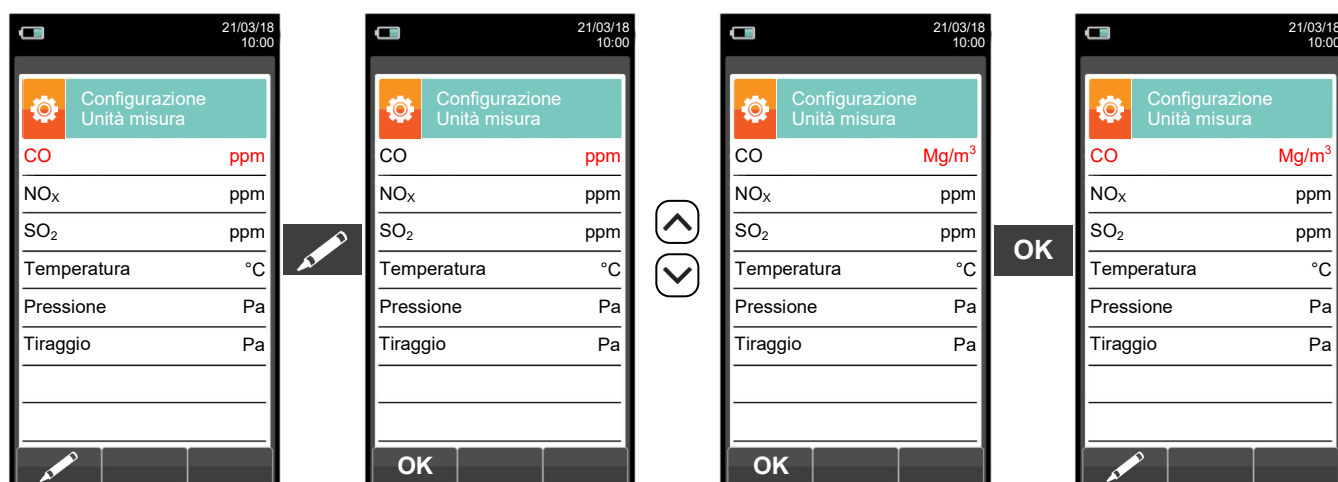 21/03/18
10:00
Configurazione
Unità misura
CO ppm
NOX ppm
SO2 ppm
Temperatura °C
Pressione Pa
Tiraggio Pa
21/03/18
10:00
Configurazione
Unità misura
CO ppm
NOX ppm
SO2 ppm
Temperatura °C
Pressione Pa
Tiraggio Pa
OK
21/03/18
10:00
Configurazione
Unità misura
CO Mg/m³
NOX ppm
SO2 ppm
Temperatura °C
Pressione Pa
Tiraggio Pa
OK
OK
21/03/18
10:00
Configurazione
Unità misura
CO Mg/m³
NOX ppm
SO2 ppm
Temperatura °C
Pressione Pa
Tiraggio Pa